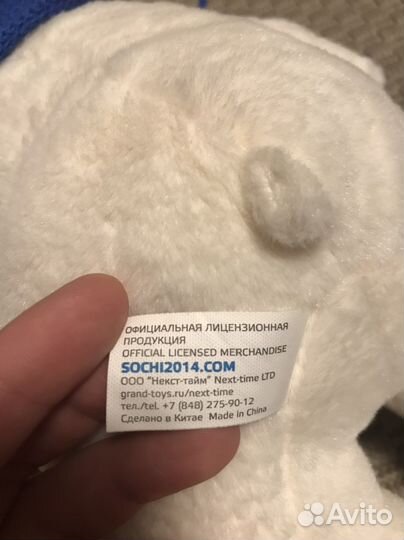 ОФИЦИАЛЬНАЯ ЛИЦЕНЗИОННАЯ
ПРОДУКЦИЯ
OFFICIAL LICENSED MERCHANDISE
SOCHI2014.COM
ООО "Некст-тайм" Next-time LTD
grand-toys.ru/next-time
тел./tel. +7 (848) 275-90-12
Сделано в Китае Made in China
Avito